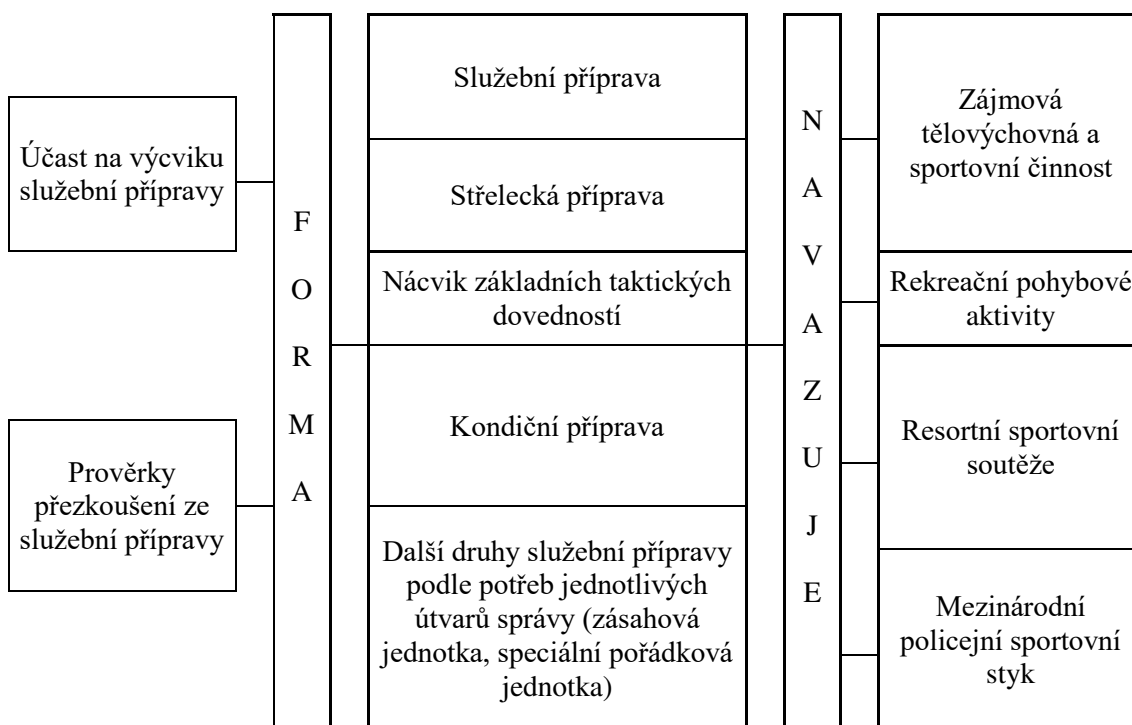 Účast na výcviku
služební přípravy
Prověrky
přezkoušení ze
služební přípravy
F
O
R
M
A
Služební příprava
Střelecká příprava
Nácvik základních taktických
dovedností
Kondiční příprava
Další druhy služební přípravy
podle potřeb jednotlivých
útvarů správy (zásahová
jednotka, speciální pořádková
jednotka)
N
A
V
A
Z
U
J
E
Zájmová
tělovýchovná a
sportovní činnost
Rekreační pohybové
aktivity
Resortní sportovní
soutěže
Mezinárodní
policejní sportovní
styk